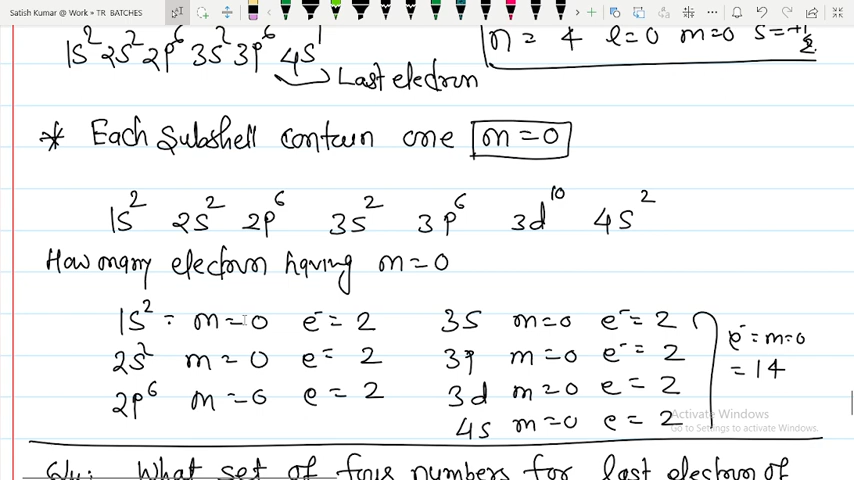 Satish Kumar @ Work » TR BATCHES
1s² 2s² 2p⁶ 3s² 3p⁶ 4s¹
n = 4 l=0 m=0 s=+1/2
Last electron
* Each subshell contain one m=0
1s² 2s² 2p⁶ 3s² 3p⁶ 3d¹⁰ 4s²
How many electron having m=0
1s² = m=0 e⁻=2 3s m=0 e⁻=2
2s² m=0 e=2 3p m=0 e⁻=2
2p⁶ m=0 e=2 3d m=0 e=2
4s m=0 e=2
e⁻=m=0
=14
Activate Windows
Go to Settings to activate Windows.
What set of four numbers for last electron of